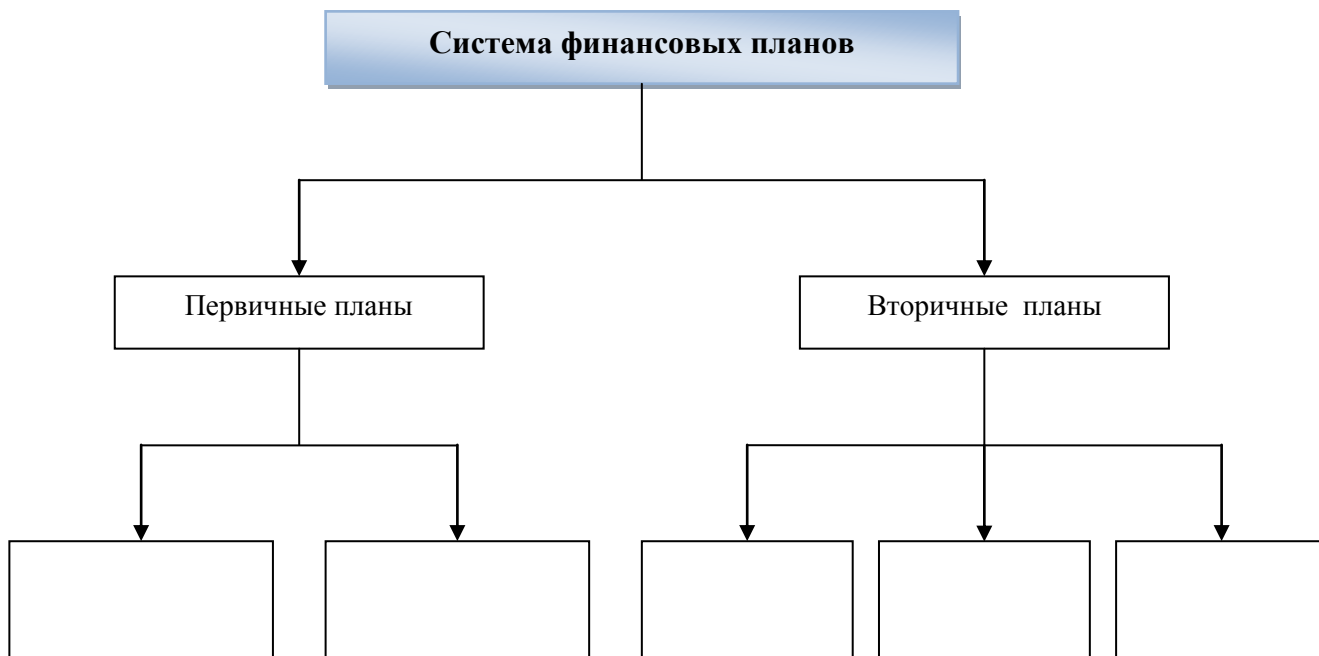 Система финансовых планов
Первичные планы
Вторичные планы